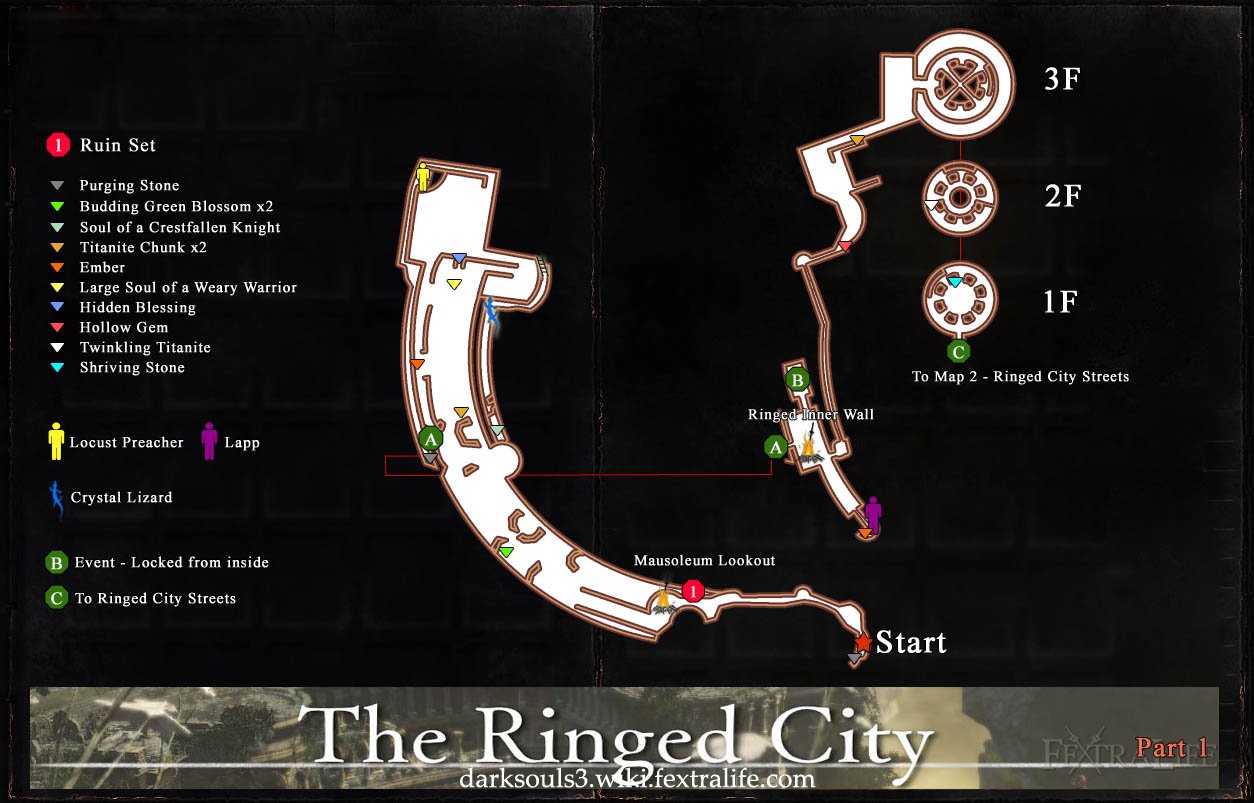 1 Ruin Set
Purging Stone
Budding Green Blossom x2
Soul of a Crestfallen Knight
Titanite Chunk x2
Ember
Large Soul of a Weary Warrior
Hidden Blessing
Hollow Gem
Twinkling Titanite
Shriving Stone
Locust Preacher
Lapp
Crystal Lizard
B Event - Locked from inside
C To Ringed City Streets
A
Mausoleum Lookout
1
Start
3F
2F
1F
C
To Map 2 - Ringed City Streets
B
Ringed Inner Wall
A
The Ringed City
darksouls3.wiki.fextralife.com
FEXTRALIFE
Part 1